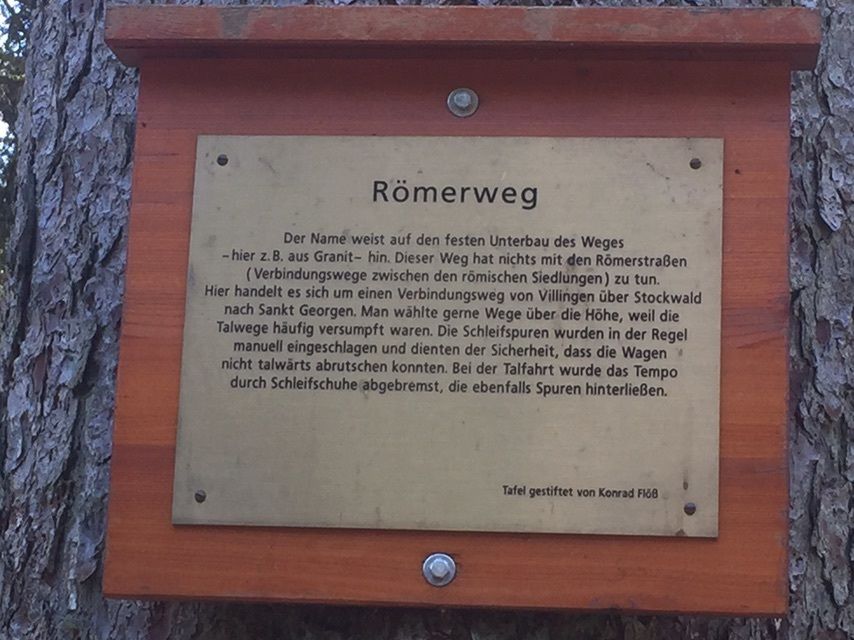 Römerweg
Der Name weist auf den festen Unterbau des Weges
–hier z.B. aus Granit– hin. Dieser Weg hat nichts mit den Römerstraßen
(Verbindungswege zwischen den römischen Siedlungen) zu tun.
Hier handelt es sich um einen Verbindungsweg von Villingen über Stockwald
nach Sankt Georgen. Man wählte gerne Wege über die Höhe, weil die
Talwege häufig versumpft waren. Die Schleifspuren wurden in der Regel
manuell eingeschlagen und dienten der Sicherheit, dass die Wagen
nicht talwärts abrutschen konnten. Bei der Talfahrt wurde das Tempo
durch Schleifschuhe abgebremst, die ebenfalls Spuren hinterließen.
Tafel gestiftet von Konrad Flöß